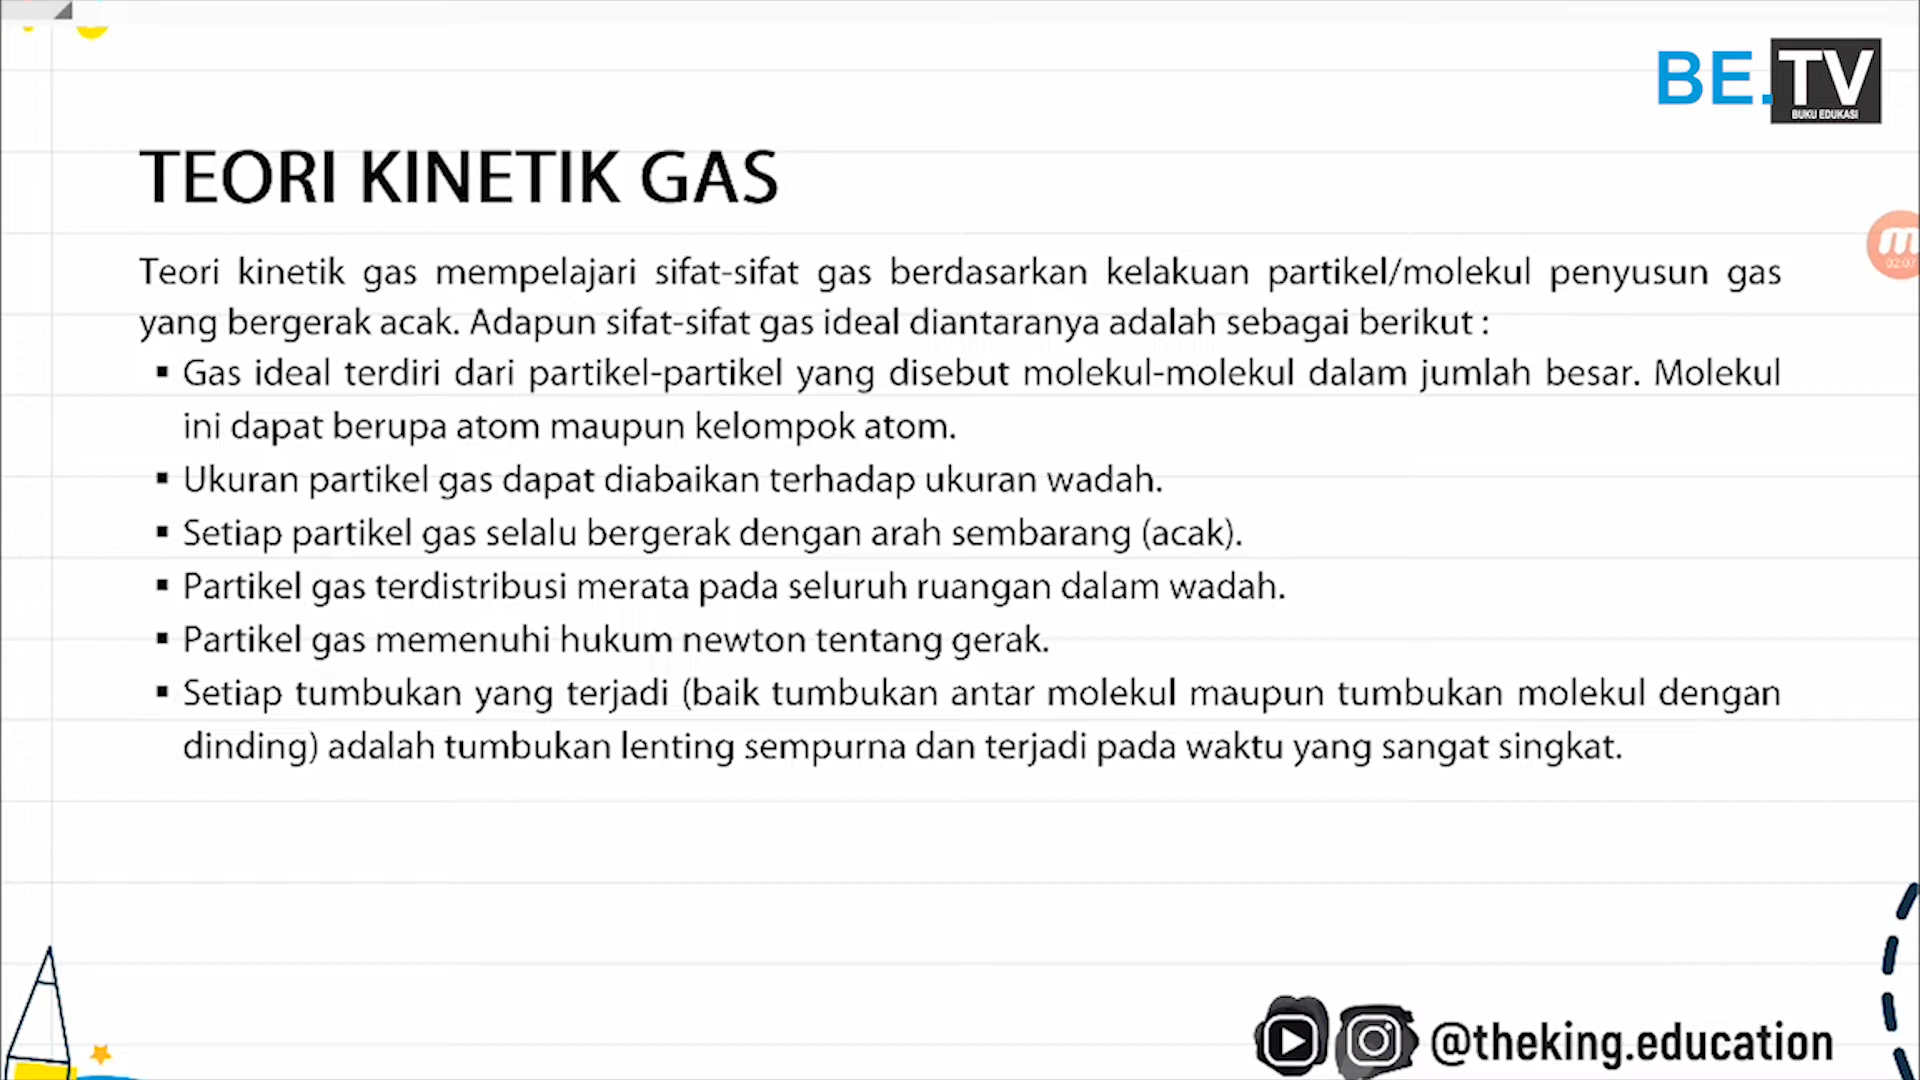 BE.TV
BUKU EDUKASI
TEORI KINETIK GAS
02:07
Teori kinetik gas mempelajari sifat-sifat gas berdasarkan kelakuan partikel/molekul penyusun gas
yang bergerak acak. Adapun sifat-sifat gas ideal diantaranya adalah sebagai berikut :
▪ Gas ideal terdiri dari partikel-partikel yang disebut molekul-molekul dalam jumlah besar. Molekul
ini dapat berupa atom maupun kelompok atom.
▪ Ukuran partikel gas dapat diabaikan terhadap ukuran wadah.
▪ Setiap partikel gas selalu bergerak dengan arah sembarang (acak).
▪ Partikel gas terdistribusi merata pada seluruh ruangan dalam wadah.
▪ Partikel gas memenuhi hukum newton tentang gerak.
▪ Setiap tumbukan yang terjadi (baik tumbukan antar molekul maupun tumbukan molekul dengan
dinding) adalah tumbukan lenting sempurna dan terjadi pada waktu yang sangat singkat.
@theking.education